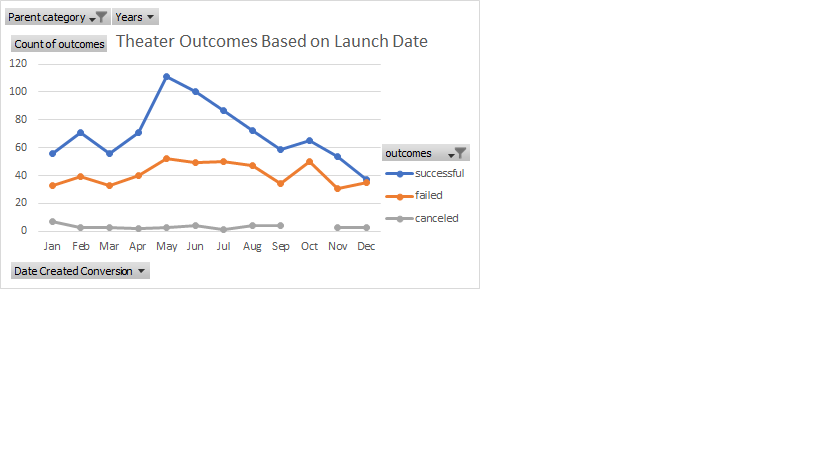 Parent category Years
Count of outcomes Theater Outcomes Based on Launch Date
120
100
80
60
40
20
0
Jan Feb Mar Apr May Jun Jul Aug Sep Oct Nov Dec
outcomes
successful
failed
canceled
Date Created Conversion